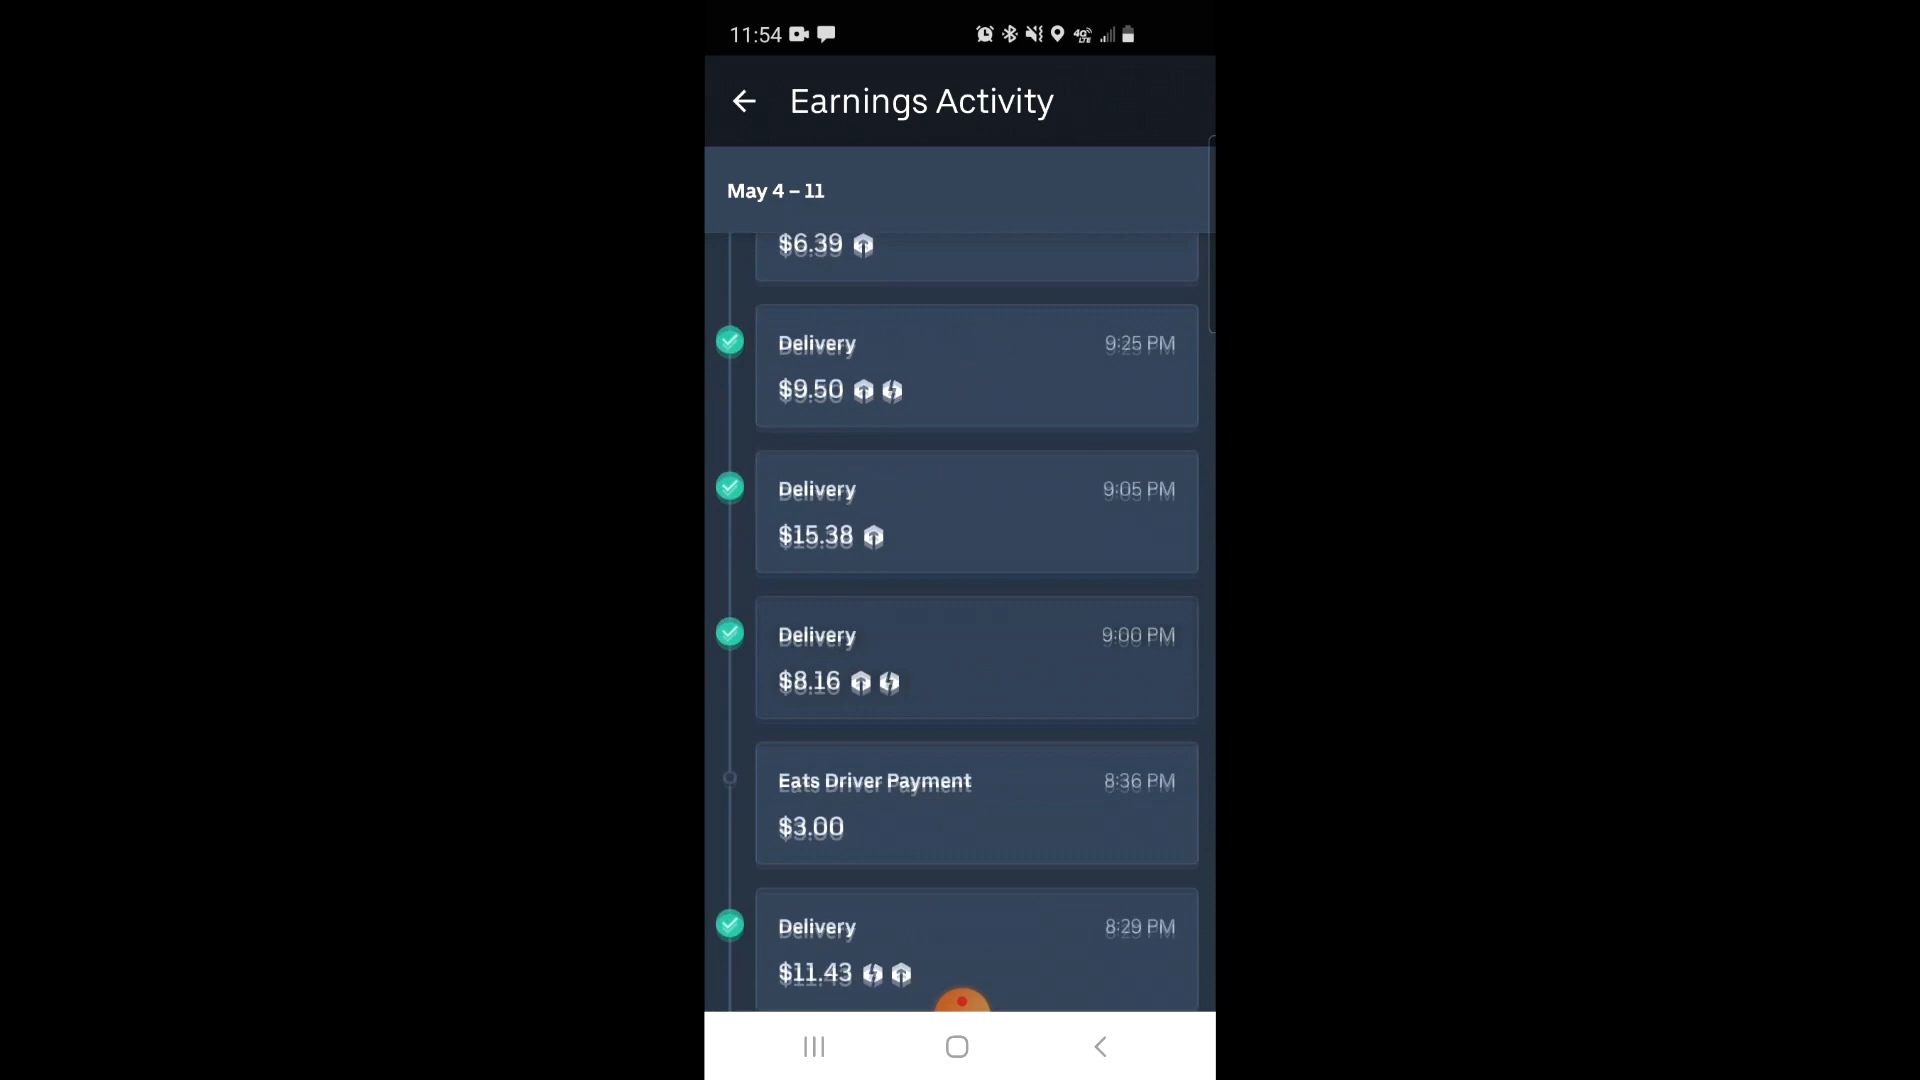 11:54
Earnings Activity
May 4 – 11
$6.39
Delivery 9:25 PM
$9.50
Delivery 9:05 PM
$15.38
Delivery 9:00 PM
$8.16
Eats Driver Payment 8:36 PM
$3.00
Delivery 8:29 PM
$11.43